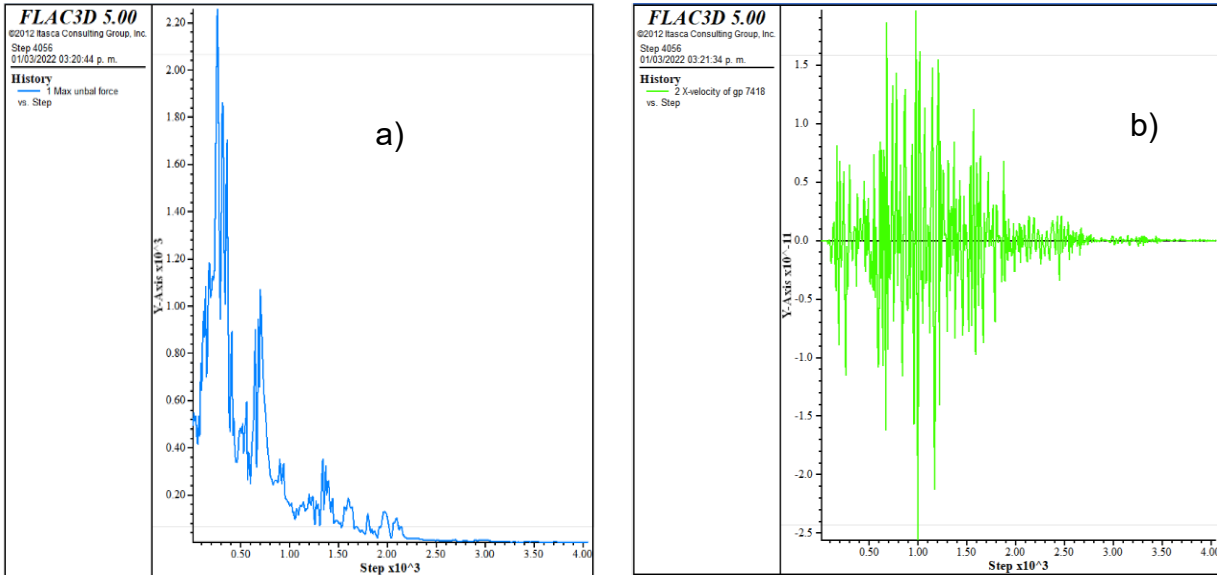 FLAC3D 5.00
©2012 Itasca Consulting Group, Inc.
Step 4056
01/03/2022 03:20:44 p. m.
History
1 Max unbal force
vs. Step
a)
2.20
2.00
1.80
1.60
1.40
1.20
1.00
0.80
0.60
0.40
0.20
Y-Axis x10^3
0.50 1.00 1.50 2.00 2.50 3.00 3.50 4.00
Step x10^3
FLAC3D 5.00
©2012 Itasca Consulting Group, Inc.
Step 4056
01/03/2022 03:21:34 p. m.
History
2 X-velocity of gp 7418
vs. Step
b)
1.5
1.0
0.5
0.0
-0.5
-1.0
-1.5
-2.0
-2.5
Y-Axis x10^-11
0.50 1.00 1.50 2.00 2.50 3.00 3.50 4.00
Step x10^3